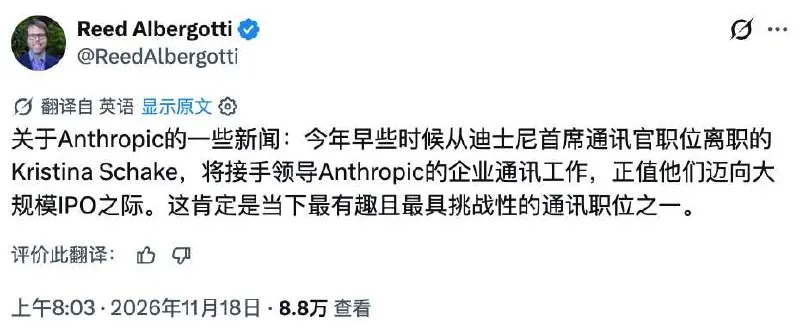 Reed Albergotti
@ReedAlbergotti
翻译自 英语 显示原文
关于Anthropic的一些新闻：今年早些时候从迪士尼首席通讯官职位离职的
Kristina Schake，将接手领导Anthropic的企业通讯工作，正值他们迈向大
规模IPO之际。这肯定是当下最有趣且最具挑战性的通讯职位之一。
评价此翻译：
上午8:03 · 2026年11月18日 · 8.8万 查看